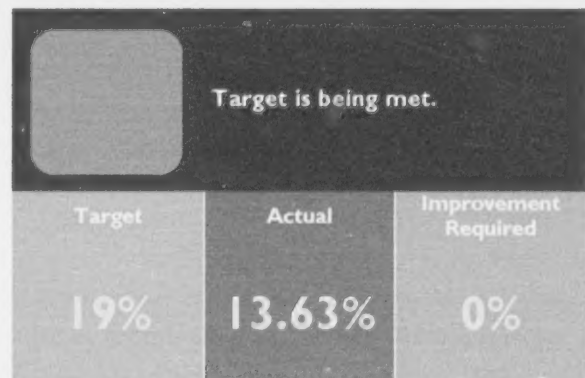 Target is being met.
Target
Actual
Improvement
Required
19%
13.63%
0%